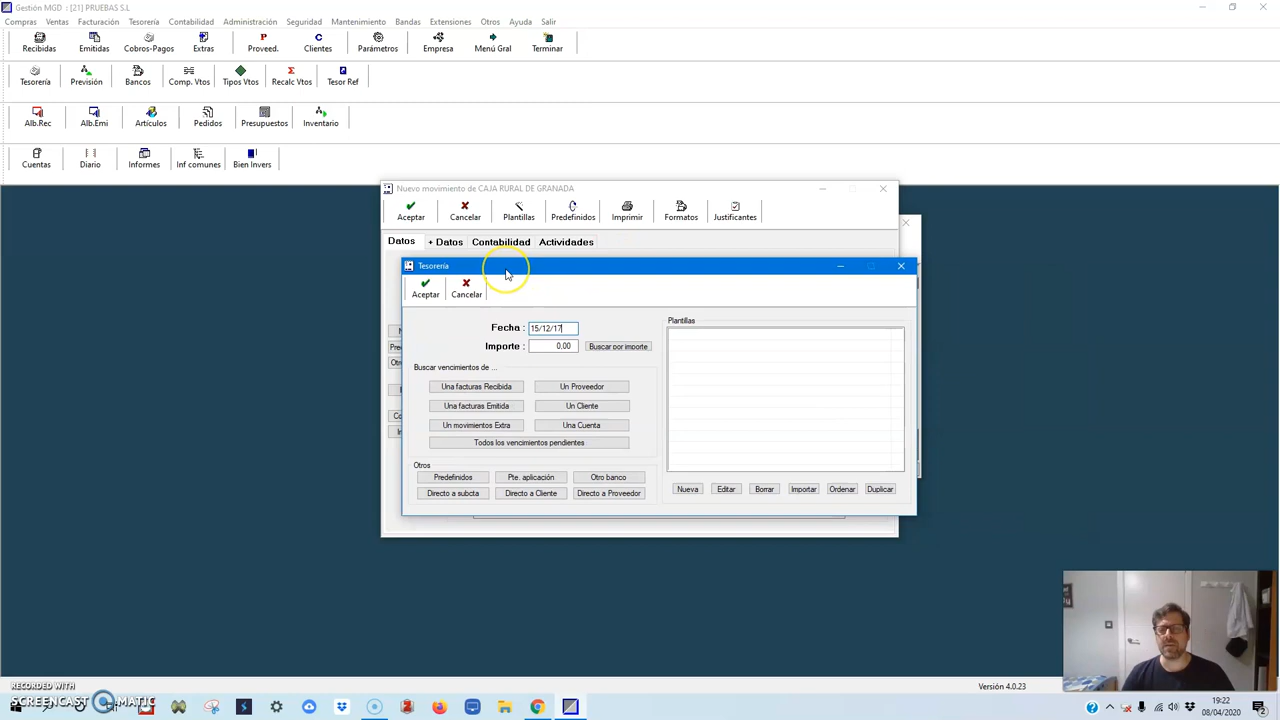 Gestión MGD : [21] PRUEBAS S.L
Compras Ventas Facturación Tesorería Contabilidad Administración Seguridad Mantenimiento Bandas Extensiones Otros Ayuda Salir
Recibidas Emitidas Cobros-Pagos Extras Proveed. Clientes Parámetros Empresa Menú Gral Terminar
Tesorería Previsión Bancos Comp. Vtos Tipos Vtos Recalc Vtos Tesor Ref
Alb.Rec Alb.Emi Artículos Pedidos Presupuestos Inventario
Cuentas Diario Informes Inf comunes Bien Invers
Nuevo movimiento de CAJA RURAL DE GRANADA
Aceptar Cancelar Plantillas Predefinidos Imprimir Formatos Justificantes
Datos + Datos Contabilidad Actividades
Tesorería
Aceptar Cancelar
Fecha : 15/12/17
Importe : 0,00 Buscar por importe
Buscar vencimientos de ...
Una facturas Recibida Un Proveedor
Una facturas Emitida Un Cliente
Un movimientos Extra Una Cuenta
Todos los vencimientos pendientes
Otros
Predefinidos Pte. aplicación Otro banco
Directo a subcta Directo a Cliente Directo a Proveedor
Plantillas
Nueva Editar Borrar Importar Ordenar Duplicar
Versión 4.0.23
RECORDED WITH
SCREENCAST MATIC
19:22
08/04/2020